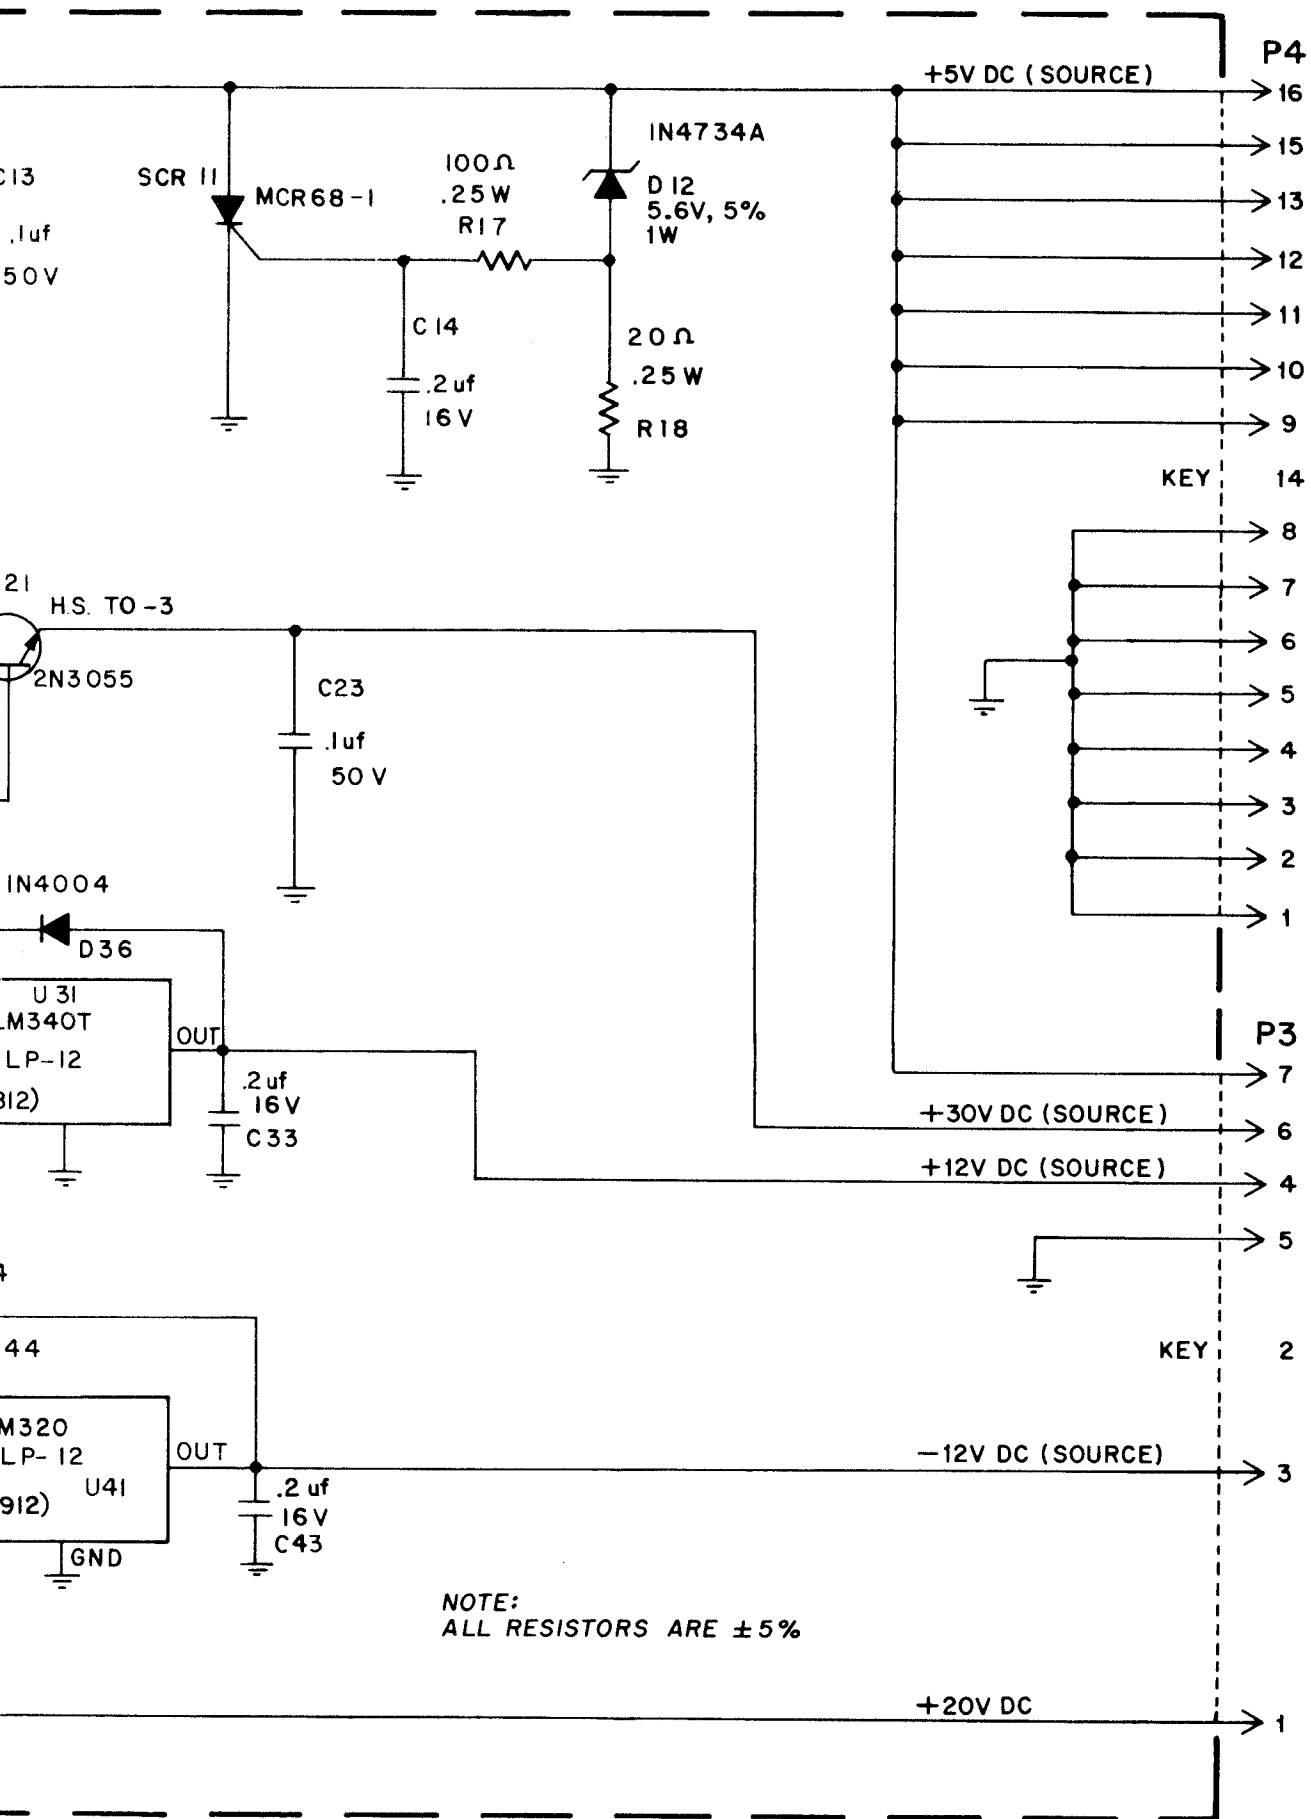 P4
+5V DC (SOURCE)
16
15
13
12
11
10
9
KEY 14
8
7
6
5
4
3
2
1
C13
.1uf
50V
SCR 11
MCR68-1
100Ω
.25W
R17
IN4734A
D12
5.6V, 5%
1W
C14
.2uf
16V
20Ω
.25W
R18
21
H.S. TO -3
2N3055
C23
.1uf
50V
IN4004
D36
U31
LM340T
LP-12
312)
OUT
.2uf
16V
C33
P3
7
+30V DC (SOURCE)
6
+12V DC (SOURCE)
4
5
KEY 2
-12V DC (SOURCE)
3
4
44
M320
LP-12
U41
912)
OUT
GND
.2uf
16V
C43
NOTE:
ALL RESISTORS ARE ±5%
+20V DC
1